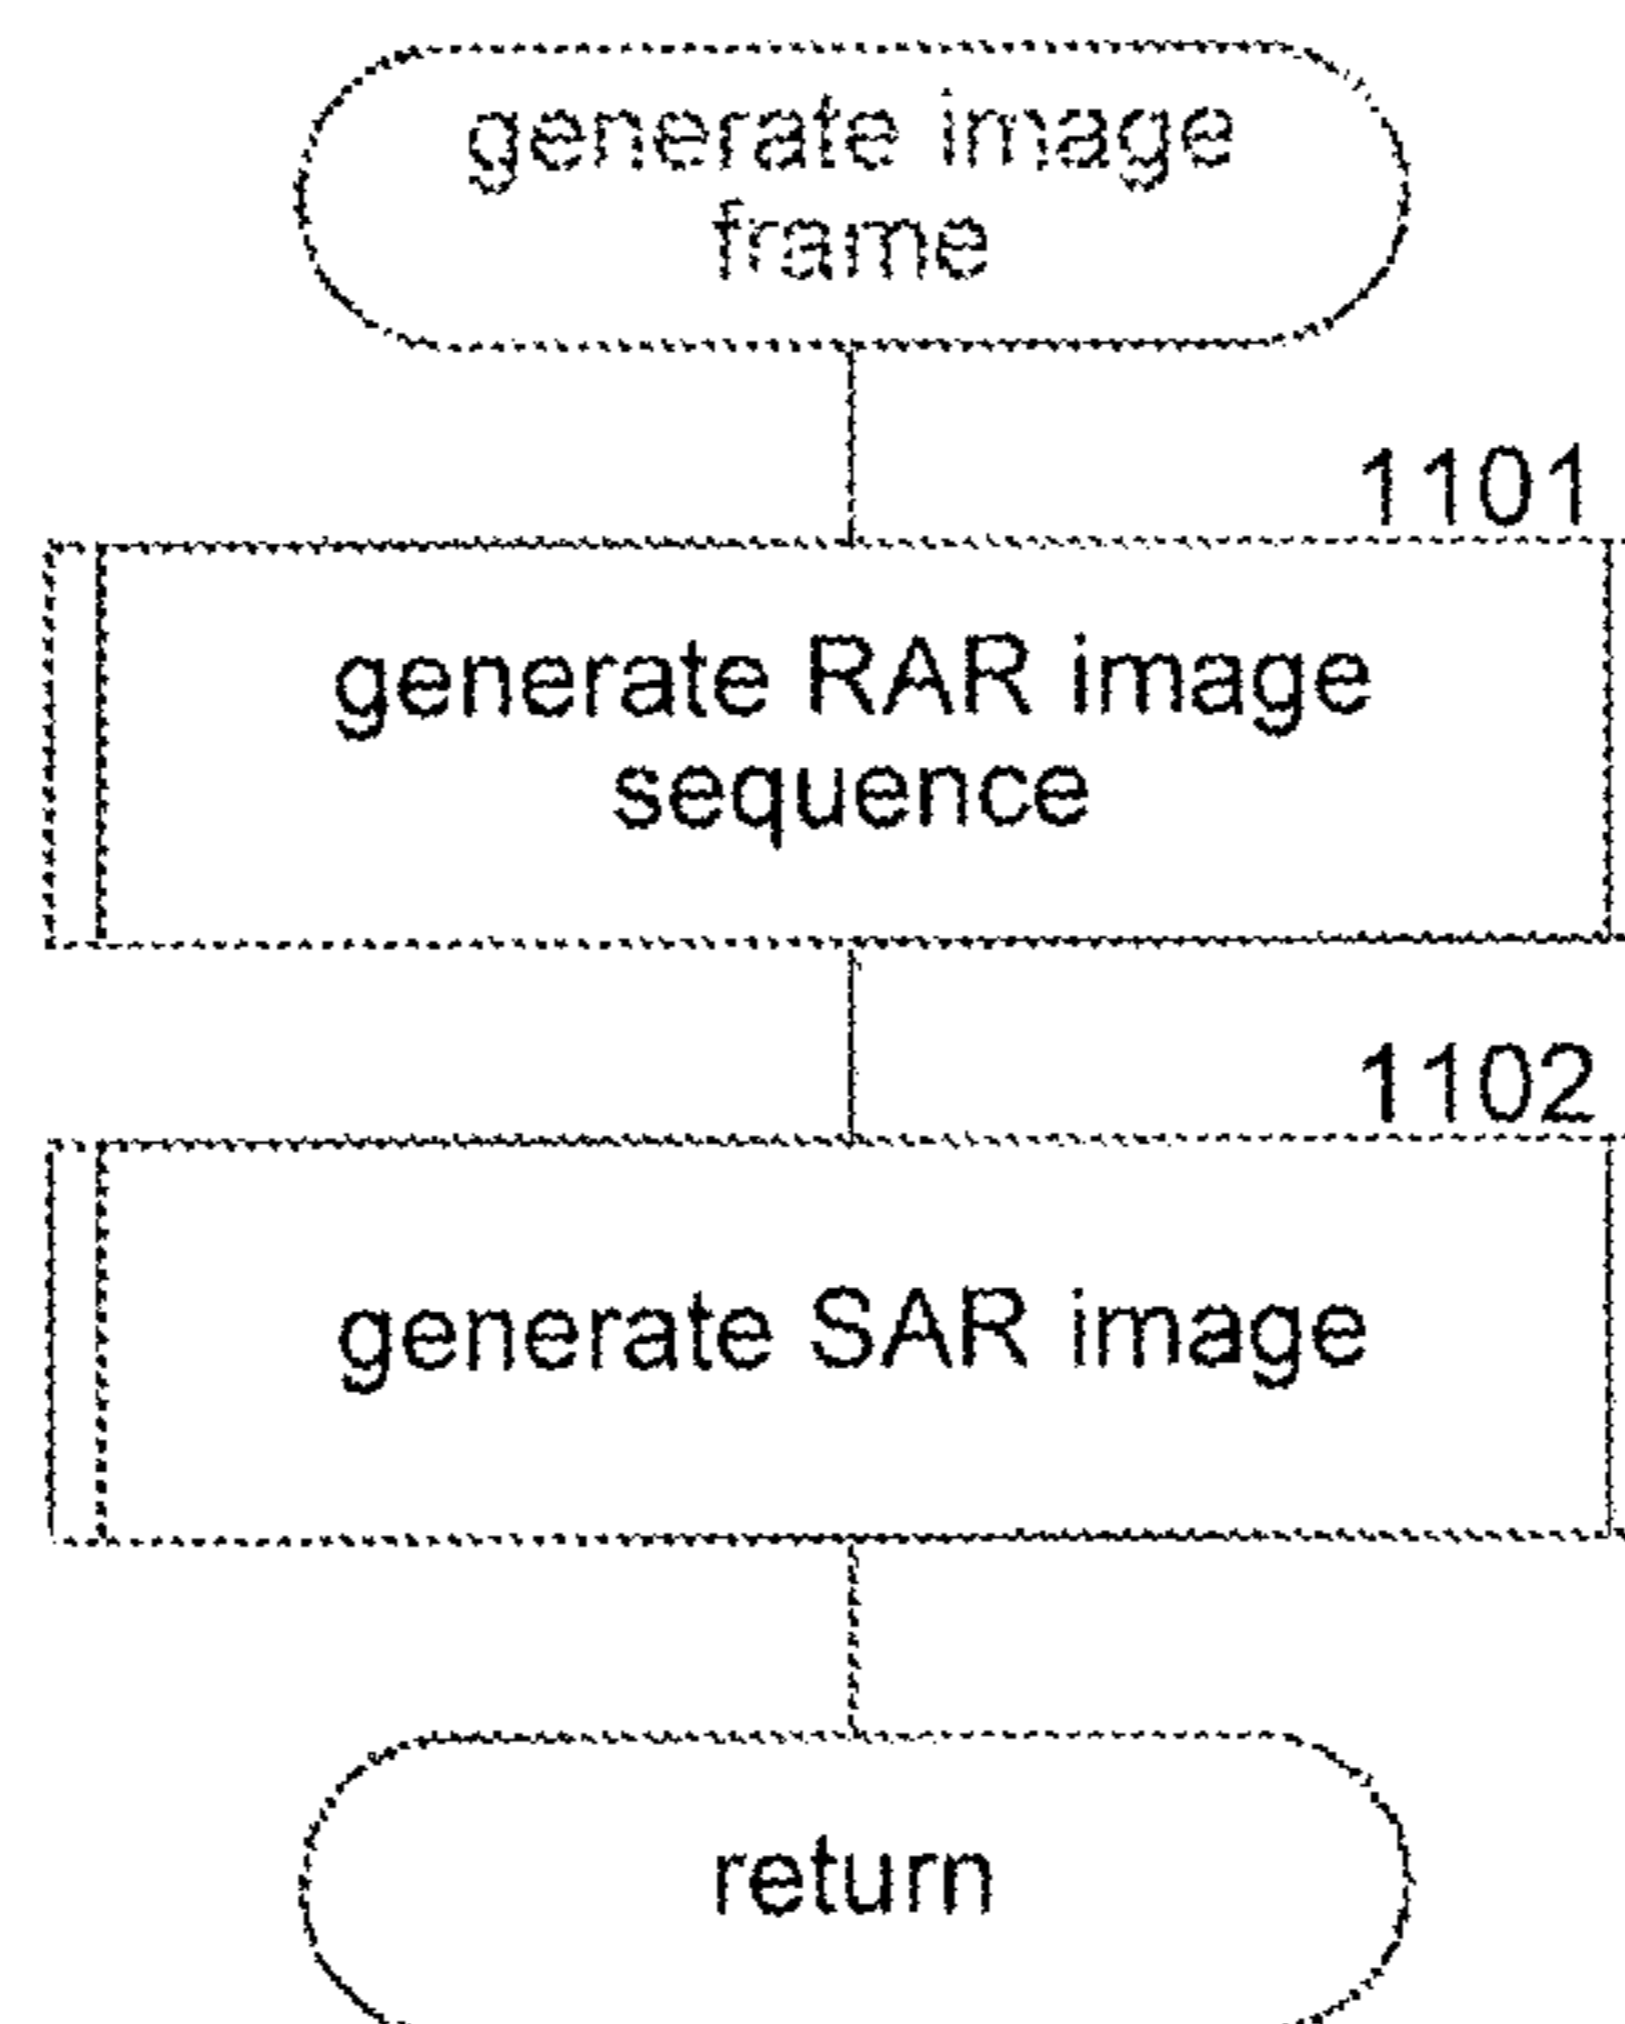 generate image
frame
1101
generate RAR image
sequence
1102
generate SAR image
return